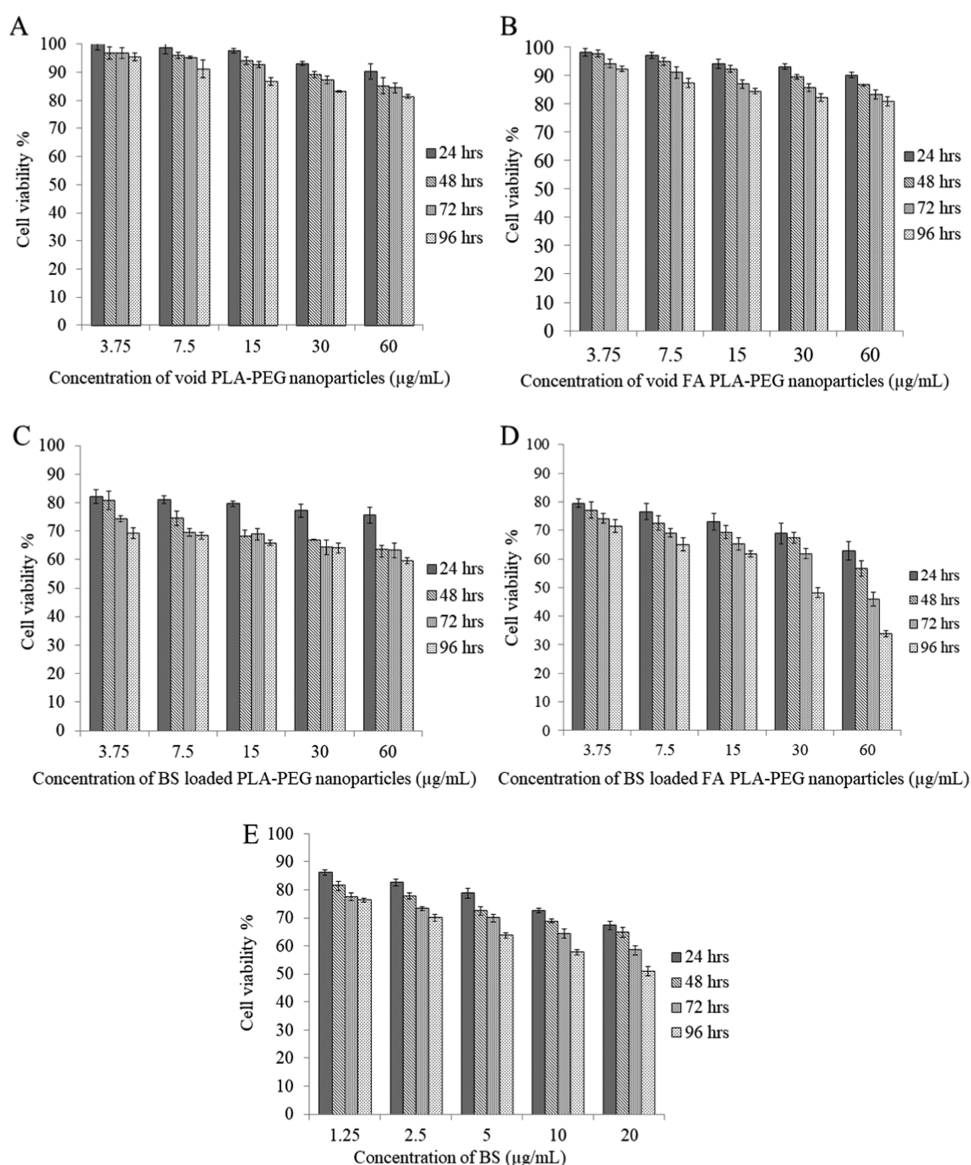 A
100
90
80
70
60
50
40
30
20
10
0
Cell viability %
3.75 7.5 15 30 60
Concentration of void PLA-PEG nanoparticles (µg/mL)
24 hrs
48 hrs
72 hrs
96 hrs
B
100
90
80
70
60
50
40
30
20
10
0
Cell viability %
3.75 7.5 15 30 60
Concentration of void FA PLA-PEG nanoparticles (µg/mL)
24 hrs
48 hrs
72 hrs
96 hrs
C
100
90
80
70
60
50
40
30
20
10
0
Cell viability %
3.75 7.5 15 30 60
Concentration of BS loaded PLA-PEG nanoparticles (µg/mL)
24 hrs
48 hrs
72 hrs
96 hrs
D
100
90
80
70
60
50
40
30
20
10
0
Cell viability %
3.75 7.5 15 30 60
Concentration of BS loaded FA PLA-PEG nanoparticles (µg/mL)
24 hrs
48 hrs
72 hrs
96 hrs
E
100
90
80
70
60
50
40
30
20
10
0
Cell viability %
1.25 2.5 5 10 20
Concentration of BS (µg/mL)
24 hrs
48 hrs
72 hrs
96 hrs